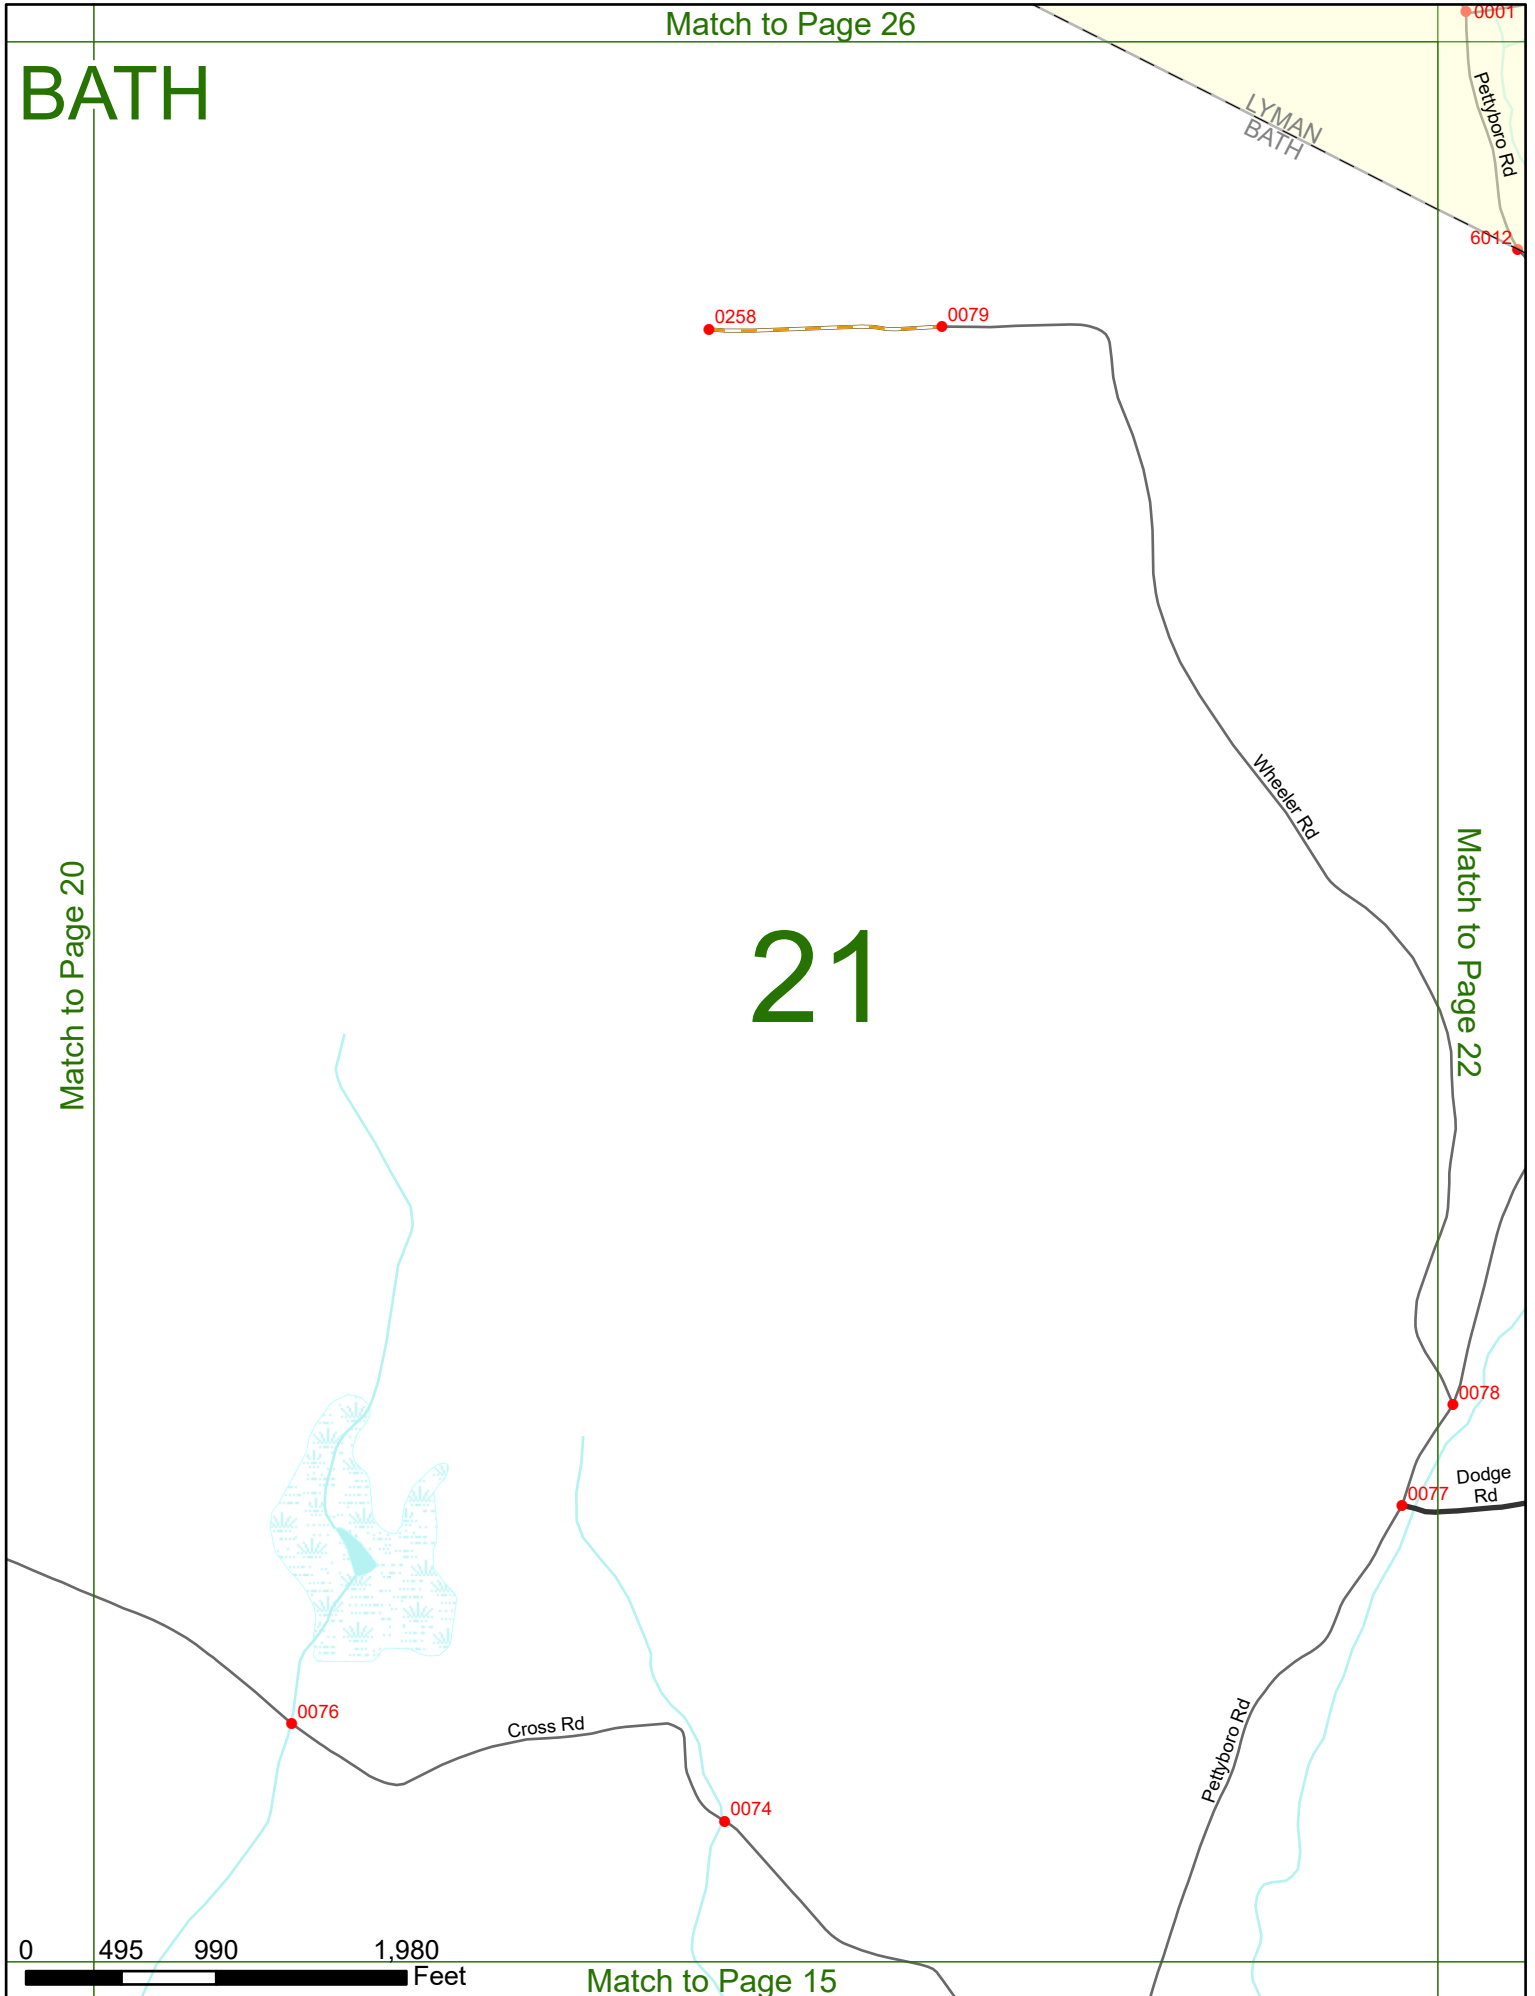 Match to Page 26
0001
BATH
Pettyboro Rd
LYMAN
BATH
6012
0258
0079
Wheeler Rd
Match to Page 20
21
Match to Page 22
0078
Dodge
Rd
0077
0076
Cross Rd
Pettyboro Rd
0074
0 495 990 1,980
Feet
Match to Page 15